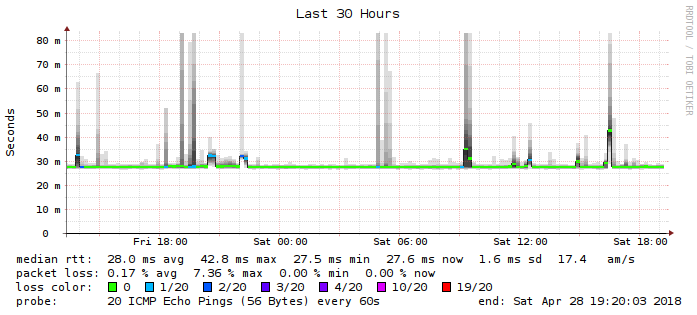 Last 30 Hours
RRDTOOL / TOBI OETIKER
Seconds
80 m
70 m
60 m
50 m
40 m
30 m
20 m
10 m
0
Fri 18:00 Sat 00:00 Sat 06:00 Sat 12:00 Sat 18:00
median rtt: 28.0 ms avg 42.8 ms max 27.5 ms min 27.6 ms now 1.6 ms sd 17.4 am/s
packet loss: 0.17 % avg 7.36 % max 0.00 % min 0.00 % now
loss color: 0 1/20 2/20 3/20 4/20 10/20 19/20
probe: 20 ICMP Echo Pings (56 Bytes) every 60s end: Sat Apr 28 19:20:03 2018